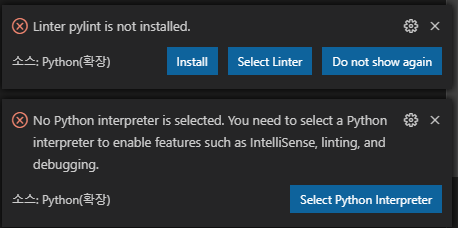 Linter pylint is not installed.
소스: Python(확장)
Install
Select Linter
Do not show again
No Python interpreter is selected. You need to select a Python
interpreter to enable features such as IntelliSense, linting, and
debugging.
소스: Python(확장)
Select Python Interpreter